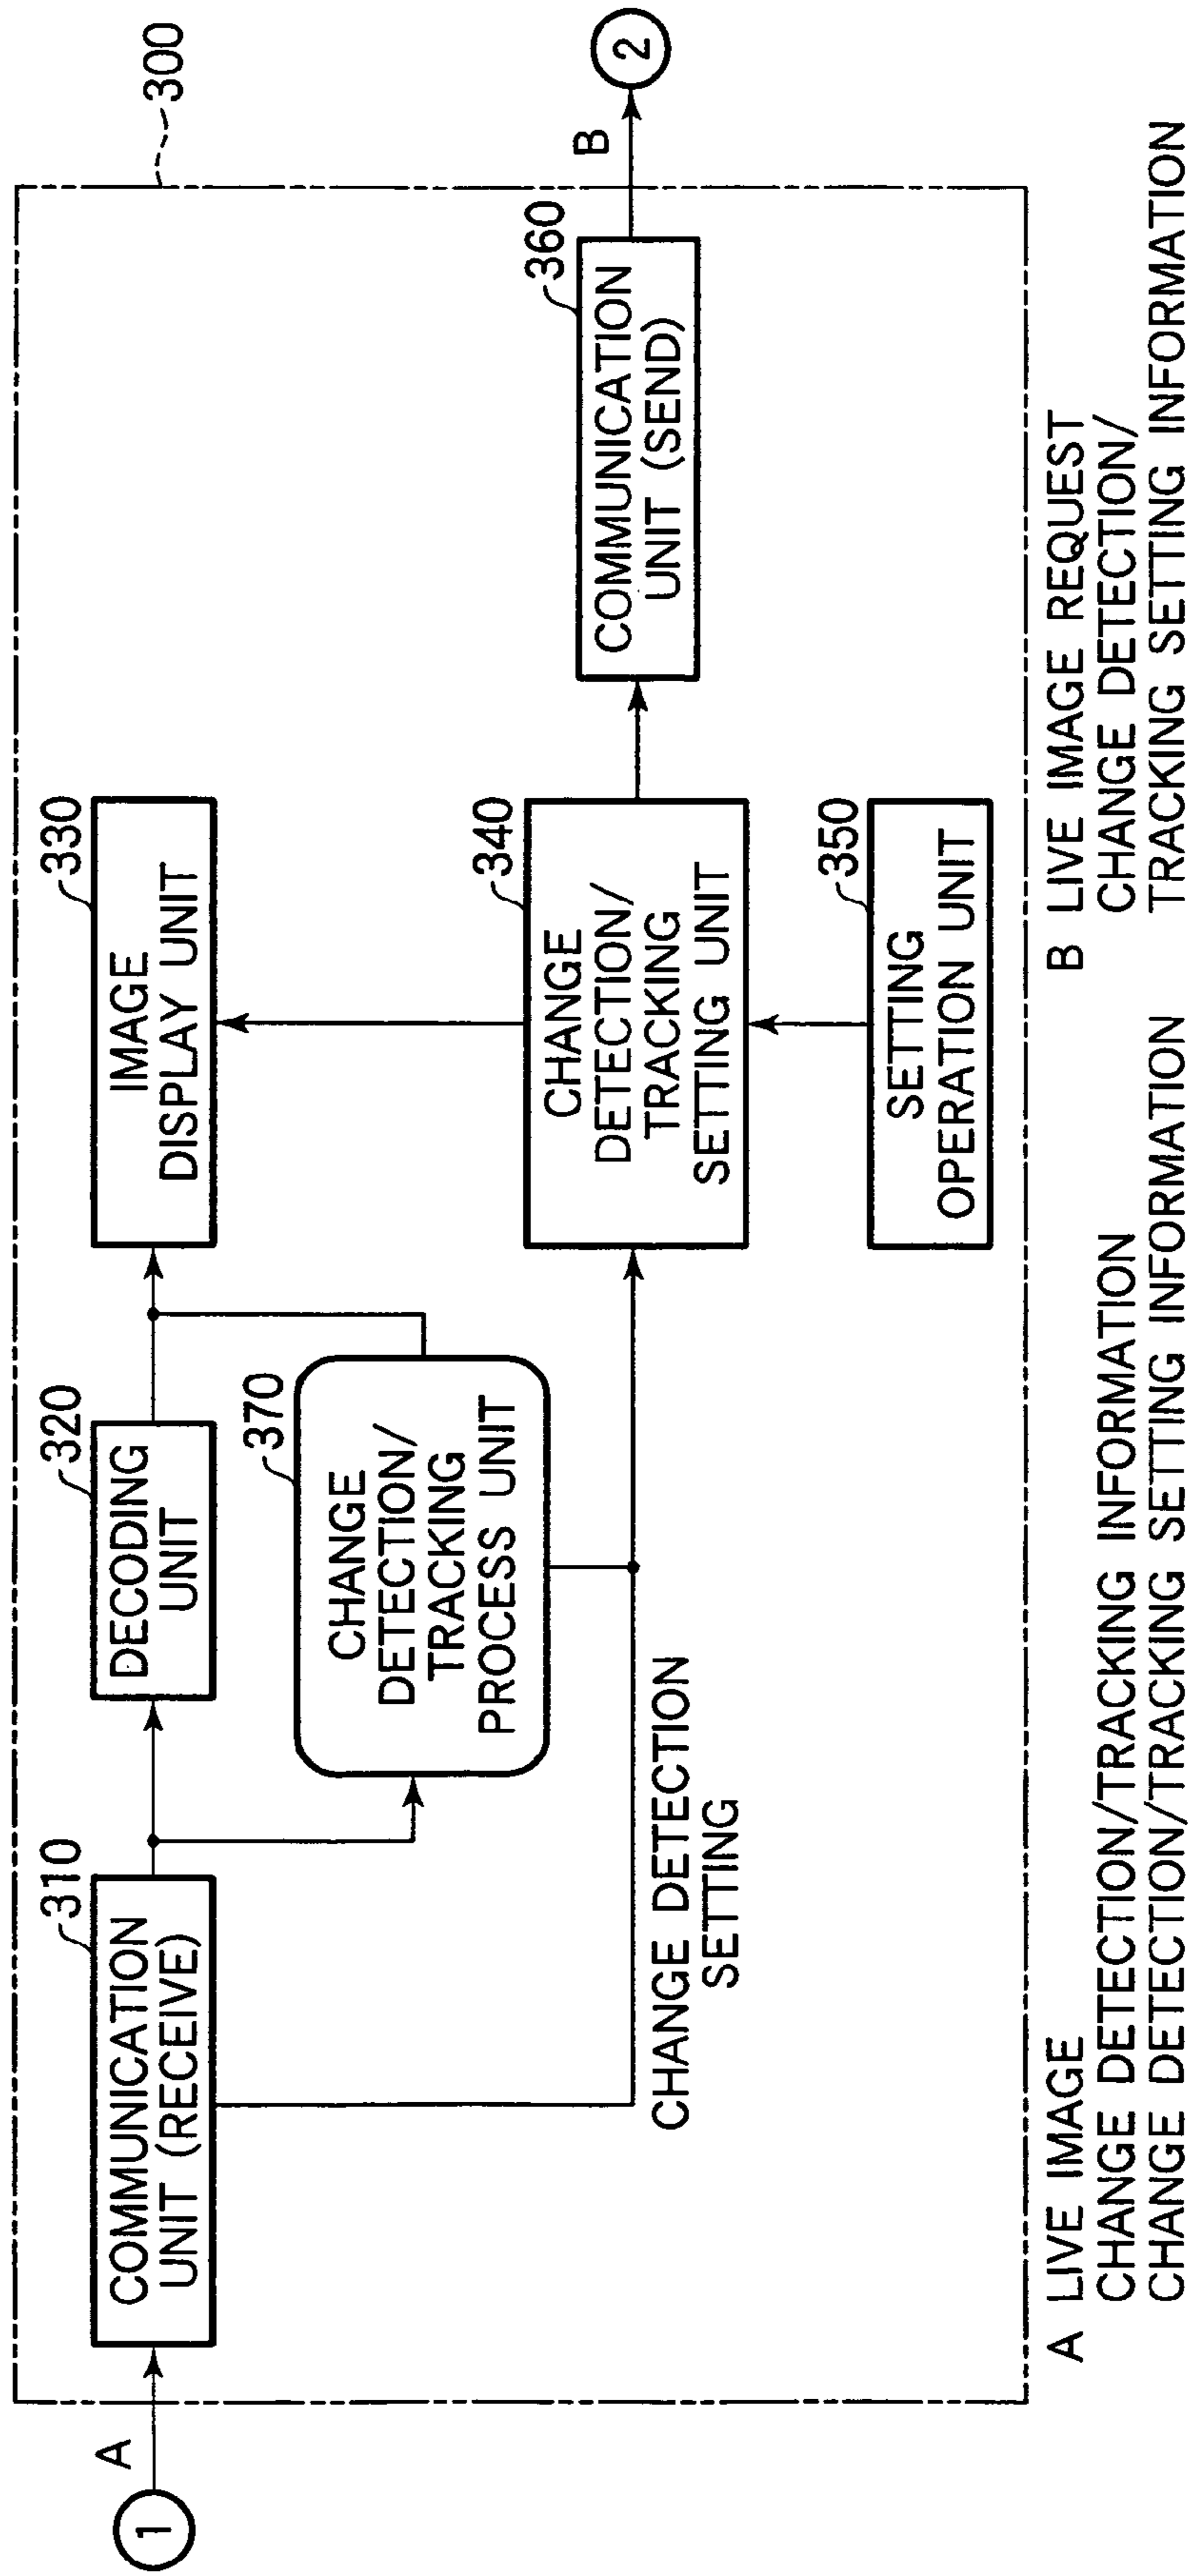 300
1
A
310
COMMUNICATION
UNIT (RECEIVE)
320
DECODING
UNIT
330
IMAGE
DISPLAY UNIT
370
CHANGE
DETECTION/
TRACKING
PROCESS UNIT
340
CHANGE
DETECTION/
TRACKING
SETTING UNIT
360
COMMUNICATION
UNIT (SEND)
B
2
CHANGE DETECTION
SETTING
350
SETTING
OPERATION UNIT
A LIVE IMAGE
CHANGE DETECTION/TRACKING INFORMATION
CHANGE DETECTION/TRACKING SETTING INFORMATION
B LIVE IMAGE REQUEST
CHANGE DETECTION/
TRACKING SETTING INFORMATION